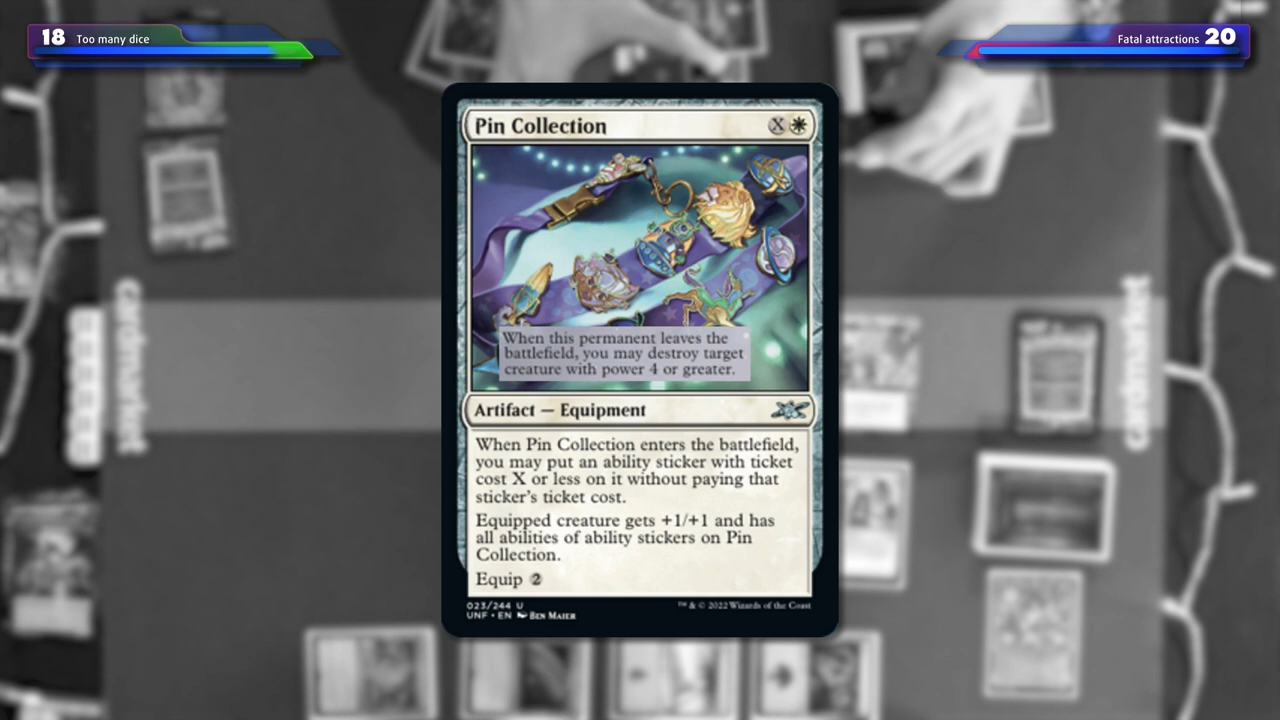 18 Too many dice
Fatal attractions 20
Pin Collection X
When this permanent leaves the
battlefield, you may destroy target
creature with power 4 or greater.
Artifact — Equipment
When Pin Collection enters the battlefield,
you may put an ability sticker with ticket
cost X or less on it without paying that
sticker's ticket cost.
Equipped creature gets +1/+1 and has
all abilities of ability stickers on Pin
Collection.
Equip 2
023/244 U
UNF • EN Ben Maier
™ & © 2022 Wizards of the Coast
cardmarket
cardmarket